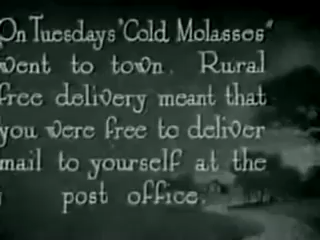 On Tuesdays "Cold Molasses"
went to town. Rural
free delivery meant that
you were free to deliver
mail to yourself at the
post office.